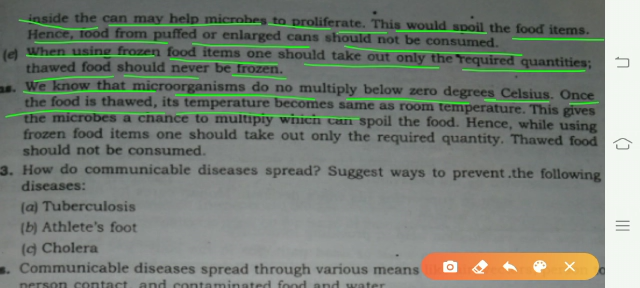 inside the can may help microbes to proliferate. This would spoil the food items.
Hence, food from puffed or enlarged cans should not be consumed.
(e) When using frozen food items one should take out only the required quantities;
thawed food should never be frozen.
We know that microorganisms do no multiply below zero degrees Celsius. Once
the food is thawed, its temperature becomes same as room temperature. This gives
the microbes a chance to multiply which can spoil the food. Hence, while using
frozen food items one should take out only the required quantity. Thawed food
should not be consumed.
3. How do communicable diseases spread? Suggest ways to prevent.the following
diseases:
(a) Tuberculosis
(b) Athlete's foot
(c) Cholera
s. Communicable diseases spread through various means
person contact, and contaminated food and water